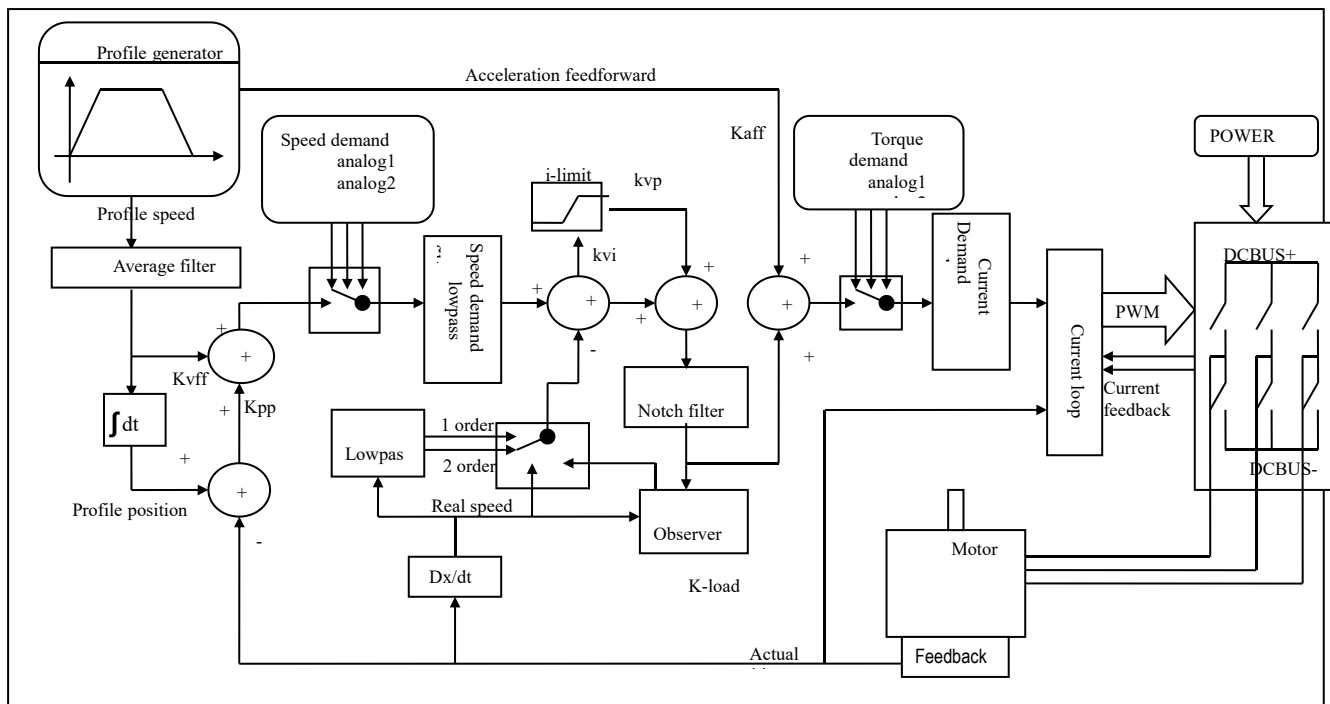 Profile generator
Acceleration feedforward
Kaff
Speed demand
analog1
analog2
Torque
demand
analog1
POWER
i-limit
kvp
kvi
Profile speed
Average filter
Speed demand
lowpass
Current
Demand
DCBUS+
PWM
Current loop
Current
feedback
DCBUS-
+
+
+
+
+
+
+
+
+
-
+
+
Kvff
Kpp
+
+
∫dt
+
-
Profile position
Lowpas
1 order
2 order
Notch filter
Real speed
Observer
Dx/dt
K-load
Motor
Actual
Feedback